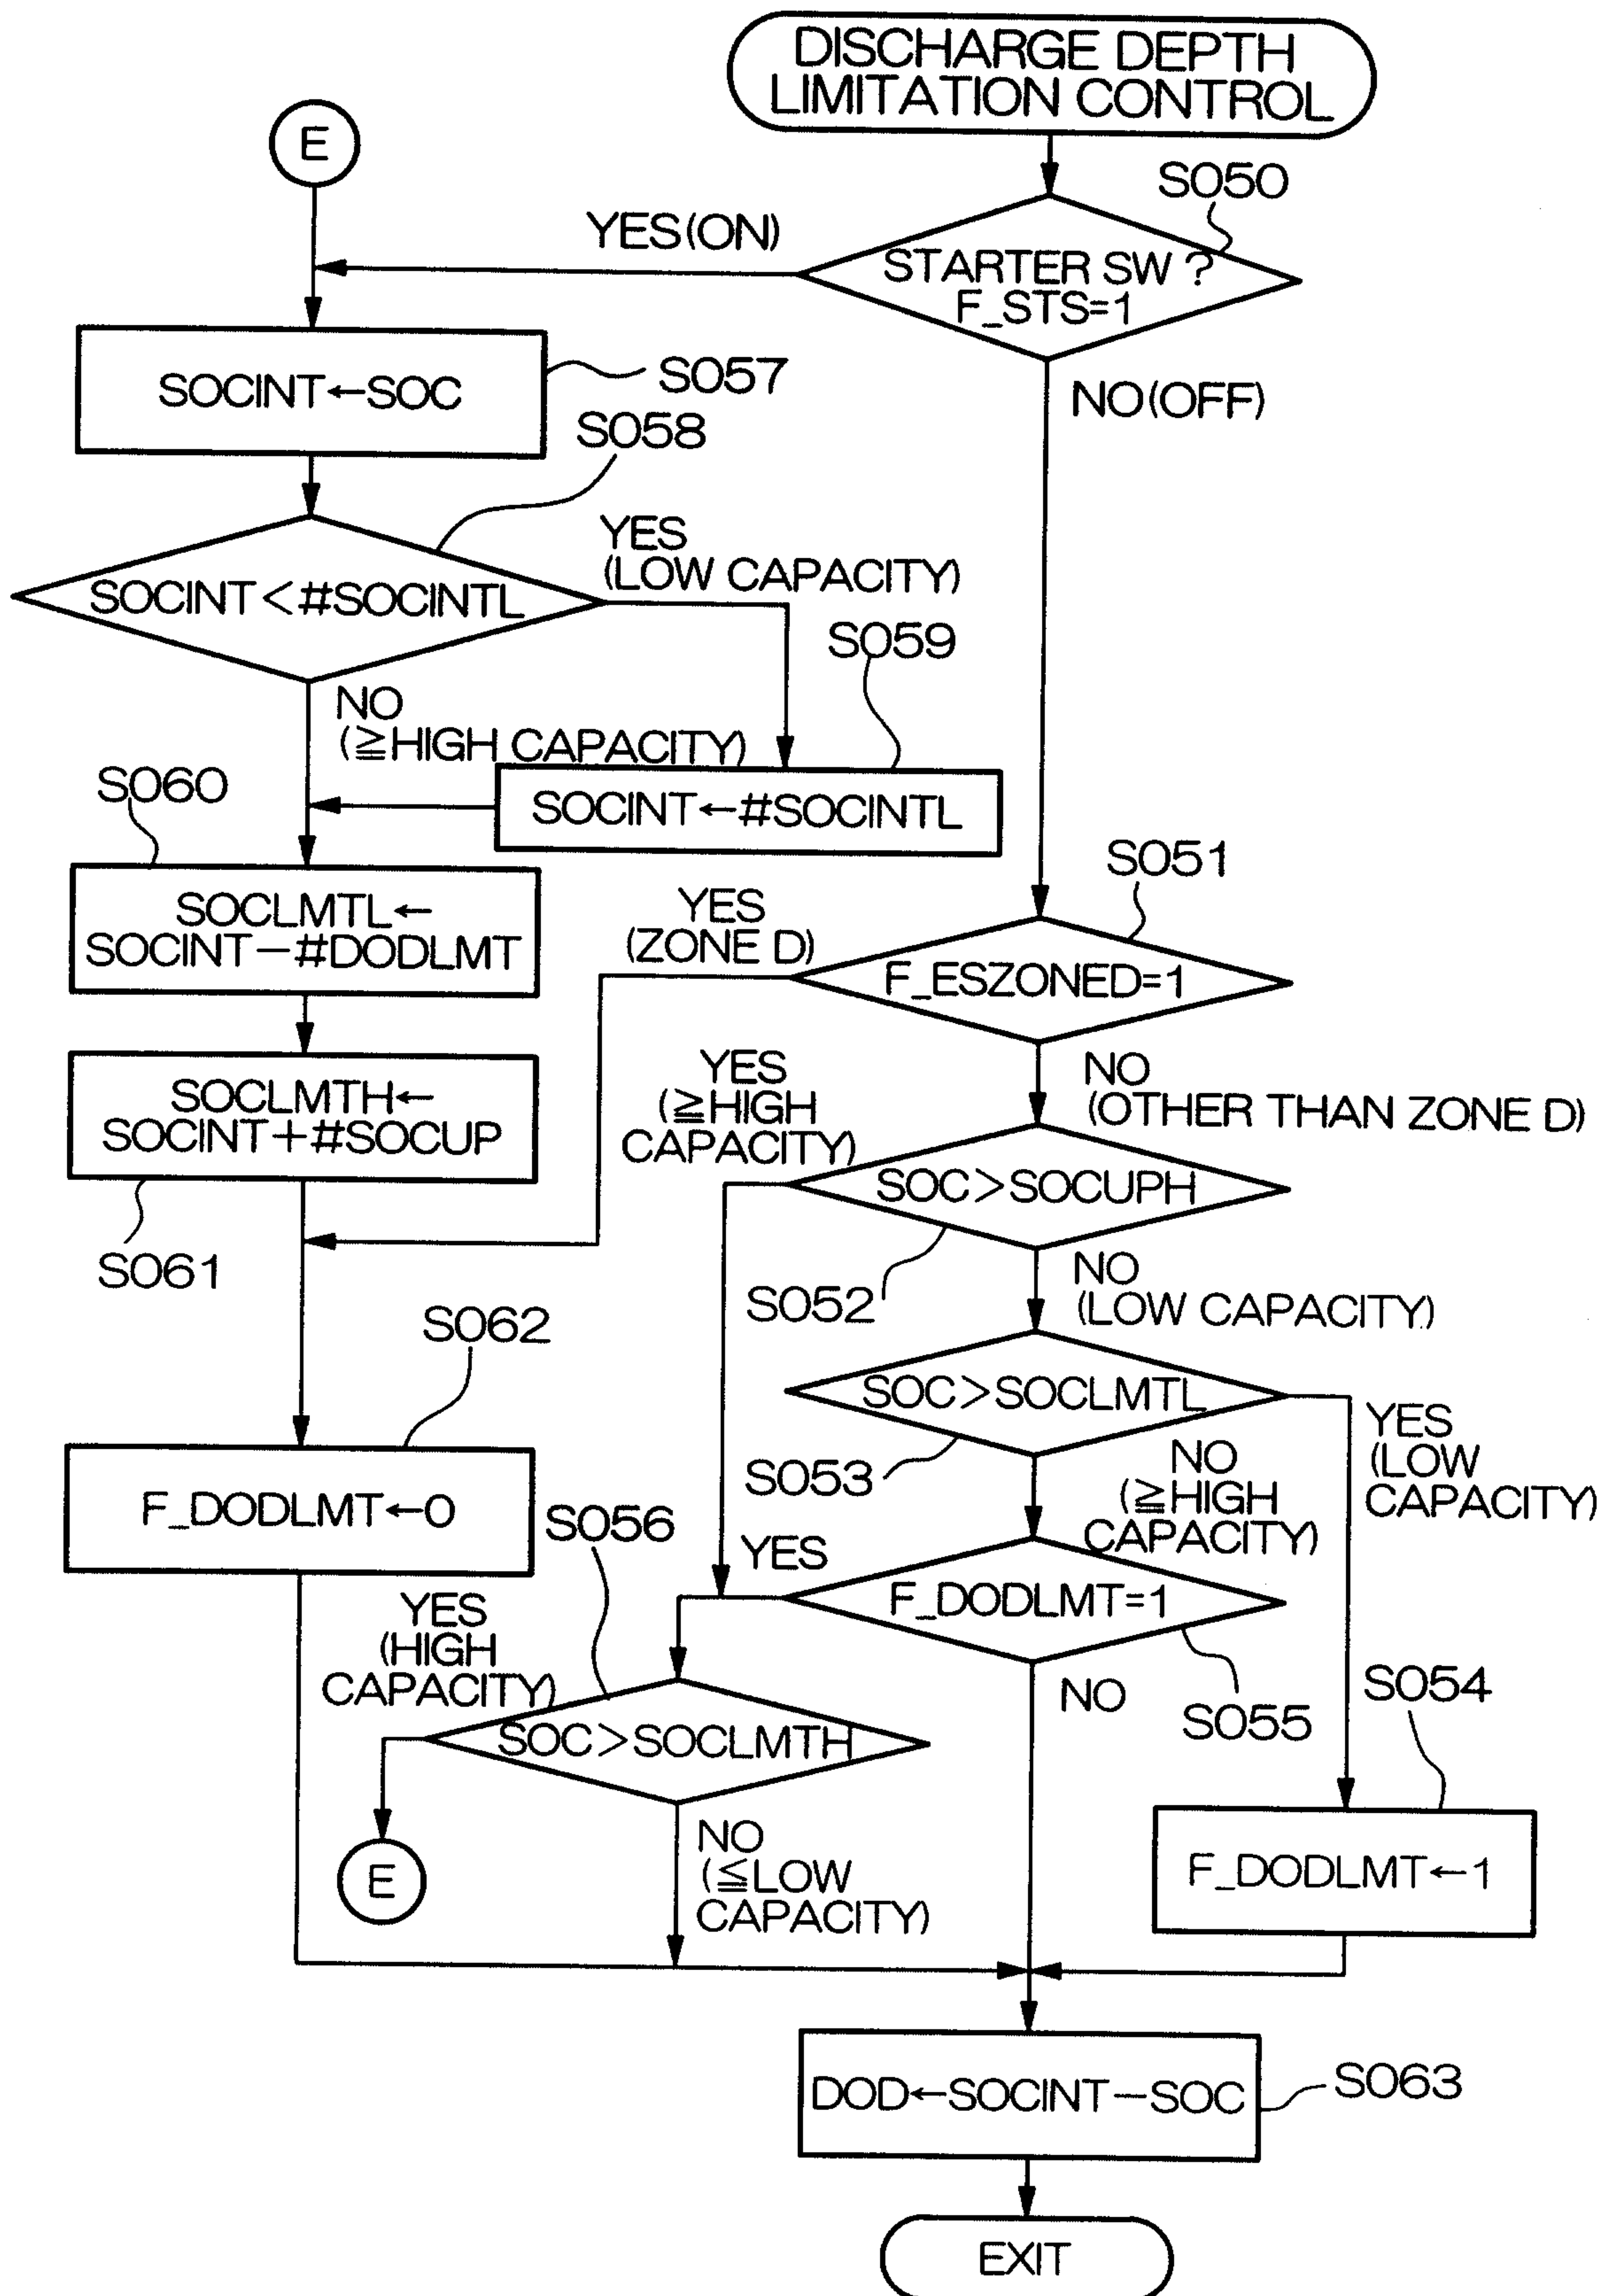 DISCHARGE DEPTH
LIMITATION CONTROL
E
S050
YES(ON)
STARTER SW ?
F_STS=1
NO(OFF)
SOCINT←SOC
S057
S058
SOCINT<#SOCINTL
YES
(LOW CAPACITY)
S059
NO
(≧HIGH CAPACITY)
SOCINT←#SOCINTL
S060
SOCLMTL←
SOCINT−#DODLMT
S051
YES
(ZONE D)
F_ESZONED=1
NO
(OTHER THAN ZONE D)
SOCLMTH←
SOCINT+#SOCUP
S061
YES
(≧HIGH
CAPACITY)
SOC>SOCUPH
S052
NO
(LOW CAPACITY)
S062
SOC>SOCLMTL
S053
YES
(LOW
CAPACITY)
NO
(≧HIGH
CAPACITY)
F_DODLMT←0
S056
YES
F_DODLMT=1
S055
NO
S054
YES
(HIGH
CAPACITY)
SOC>SOCLMTH
E
NO
(≦LOW
CAPACITY)
F_DODLMT←1
DOD←SOCINT−SOC
S063
EXIT